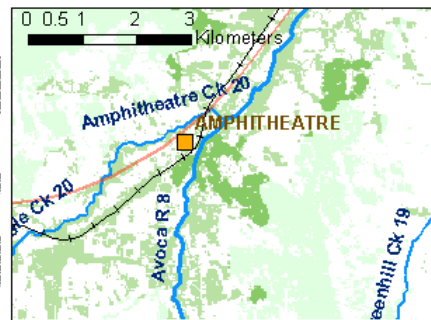 0 0.5 1 2 3
Kilometers
Amphitheatre Ck 20
AMPHITHEATRE
Ck 20
Avoca R 8
Ck 19